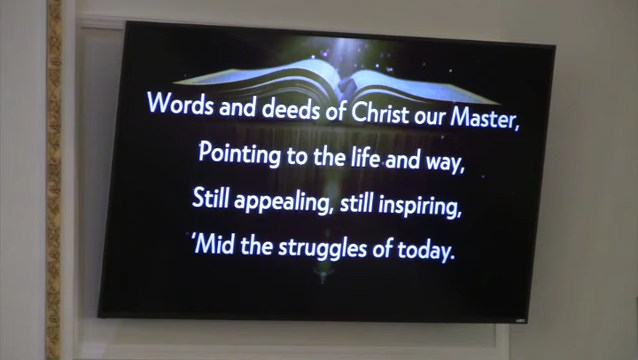 Words and deeds of Christ our Master,
Pointing to the life and way,
Still appealing, still inspiring,
'Mid the struggles of today.